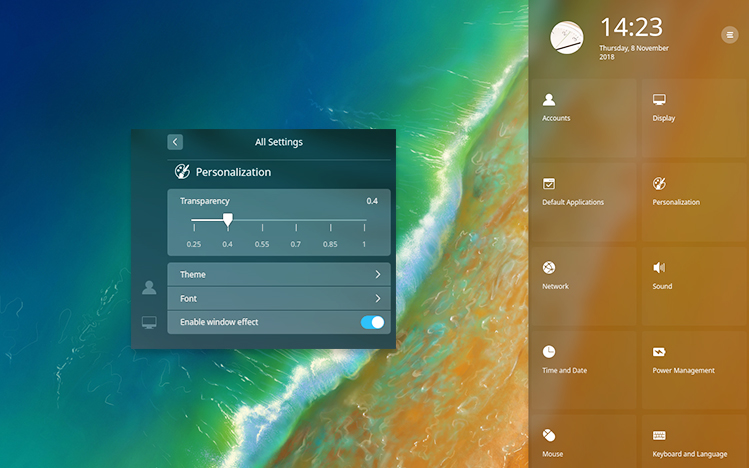 All Settings
Personalization
Transparency 0.4
0.25 0.4 0.55 0.7 0.85 1
Theme
Font
Enable window effect
14:23
Thursday, 8 November
2018
Accounts
Display
Default Applications
Personalization
Network
Sound
Time and Date
Power Management
Mouse
Keyboard and Language